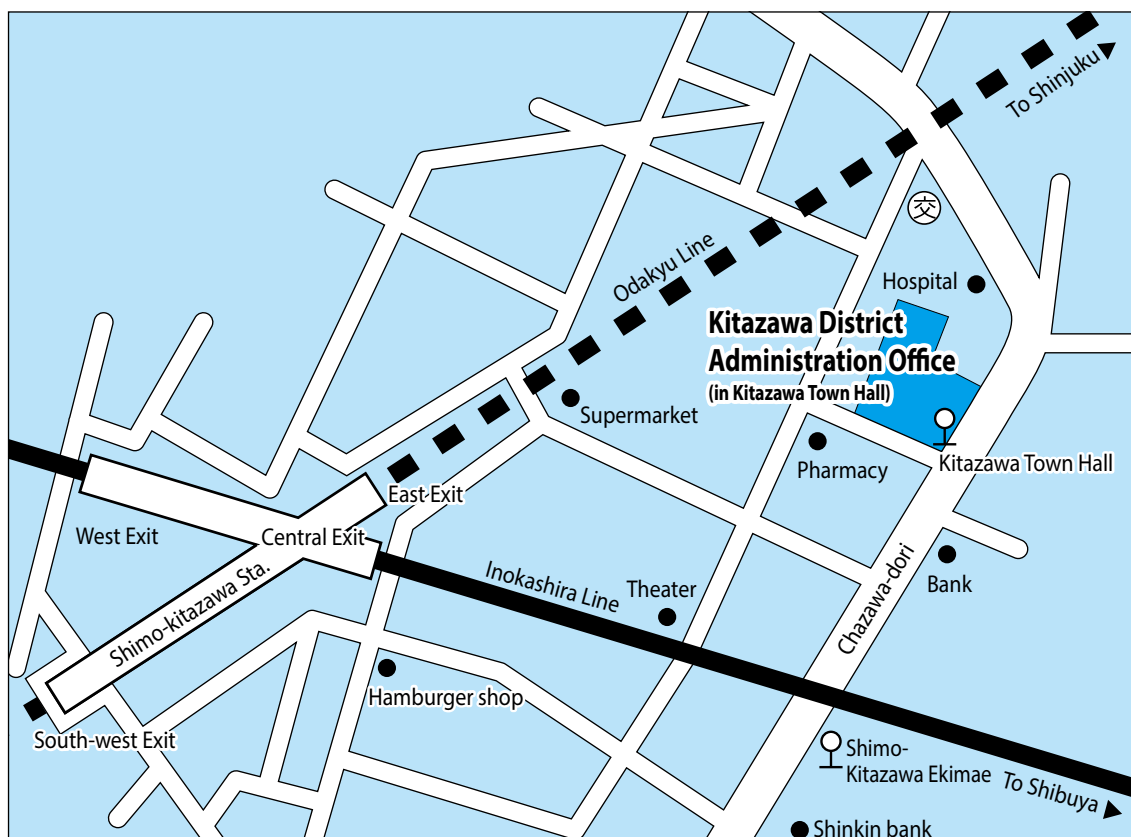 To Shinjuku
交
Odakyu Line
Hospital
Kitazawa District
Administration Office
(in Kitazawa Town Hall)
Supermarket
Pharmacy
Kitazawa Town Hall
East Exit
West Exit
Central Exit
Shimo-kitazawa Sta.
Inokashira Line
Theater
Bank
Chazawa-dori
Hamburger shop
South-west Exit
Shimo-
Kitazawa Ekimae
To Shibuya
Shinkin bank